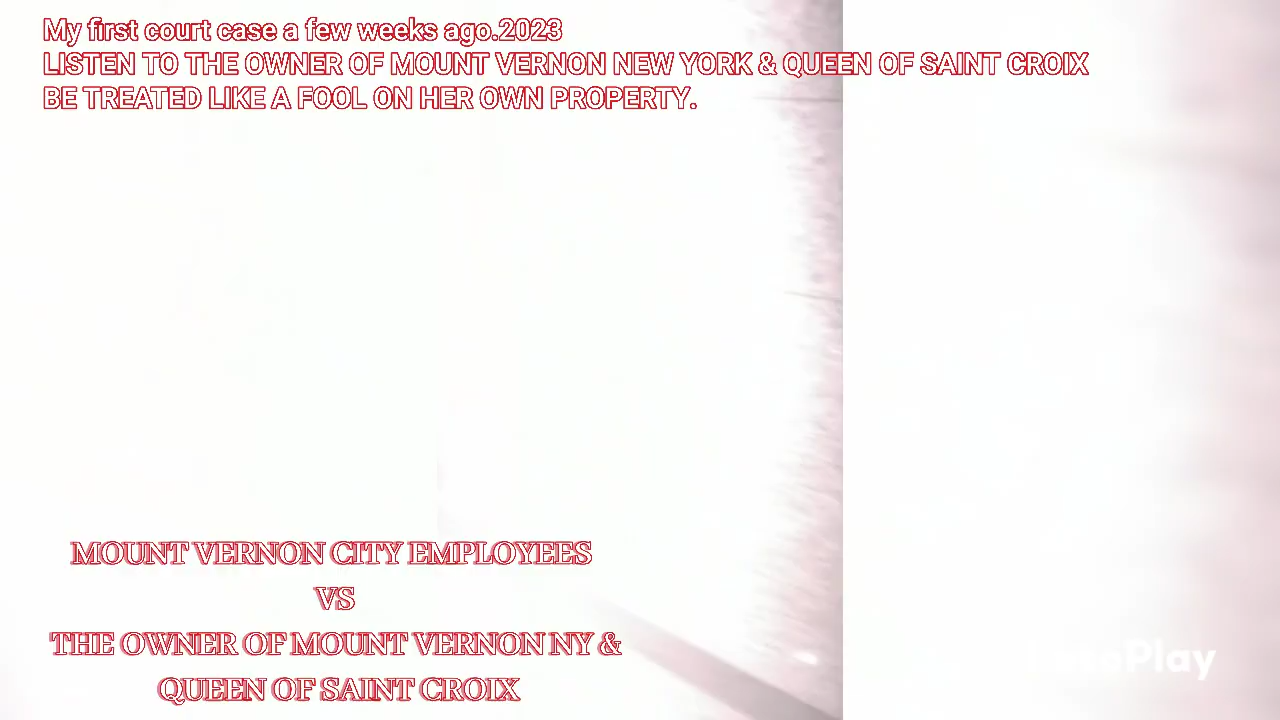 My first court case a few weeks ago.2023
LISTEN TO THE OWNER OF MOUNT VERNON NEW YORK & QUEEN OF SAINT CROIX
BE TREATED LIKE A FOOL ON HER OWN PROPERTY.
MOUNT VERNON CITY EMPLOYEES
VS
THE OWNER OF MOUNT VERNON NY &
QUEEN OF SAINT CROIX